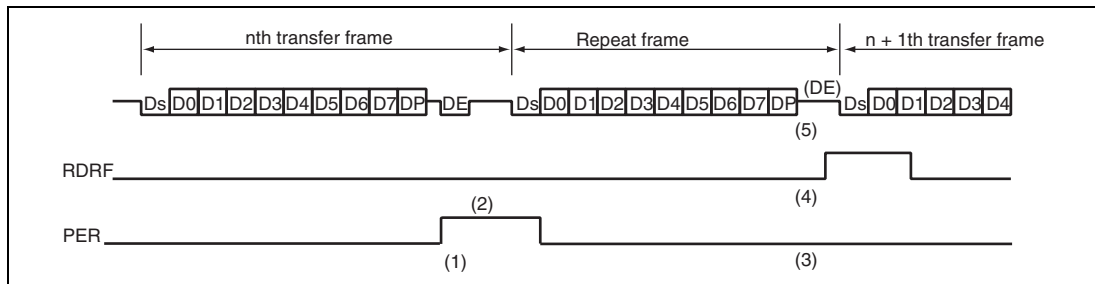 nth transfer frame
Repeat frame
n + 1th transfer frame
(DE)
Ds D0 D1 D2 D3 D4 D5 D6 D7 DP DE Ds D0 D1 D2 D3 D4 D5 D6 D7 DP Ds D0 D1 D2 D3 D4
(5)
RDRF
(4)
(2)
PER
(1)
(3)